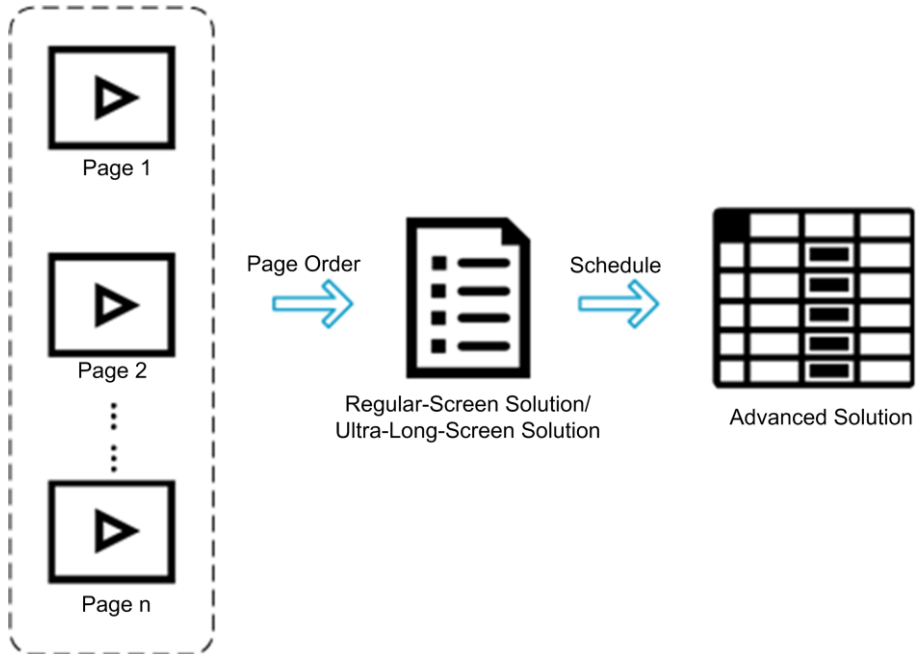 Page 1
Page 2
Page n
Page Order
Regular-Screen Solution/
Ultra-Long-Screen Solution
Schedule
Advanced Solution